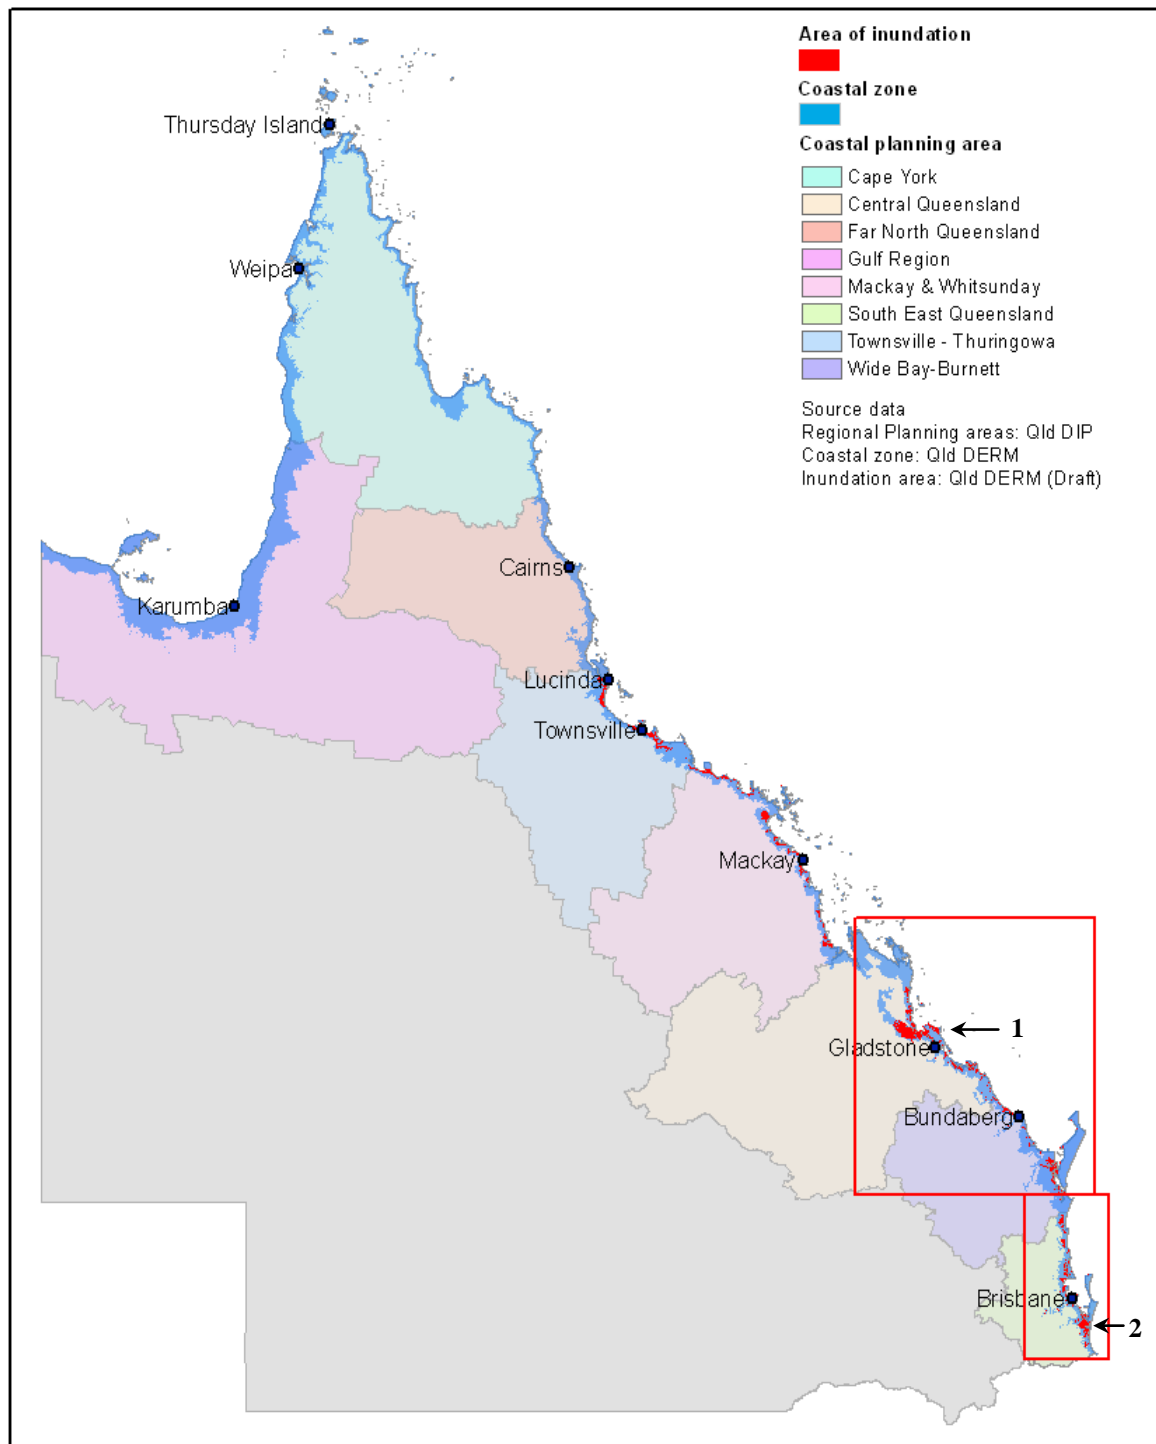 Area of inundation
Coastal zone
Coastal planning area
Cape York
Central Queensland
Far North Queensland
Gulf Region
Mackay & Whitsunday
South East Queensland
Townsville - Thuringowa
Wide Bay-Burnett
Source data
Regional Planning areas: Qld DIP
Coastal zone: Qld DERM
Inundation area: Qld DERM (Draft)
Thursday Island
Weipa
Cairns
Karumba
Lucinda
Townsville
Mackay
1
Gladstone
Bundaberg
Brisbane
2